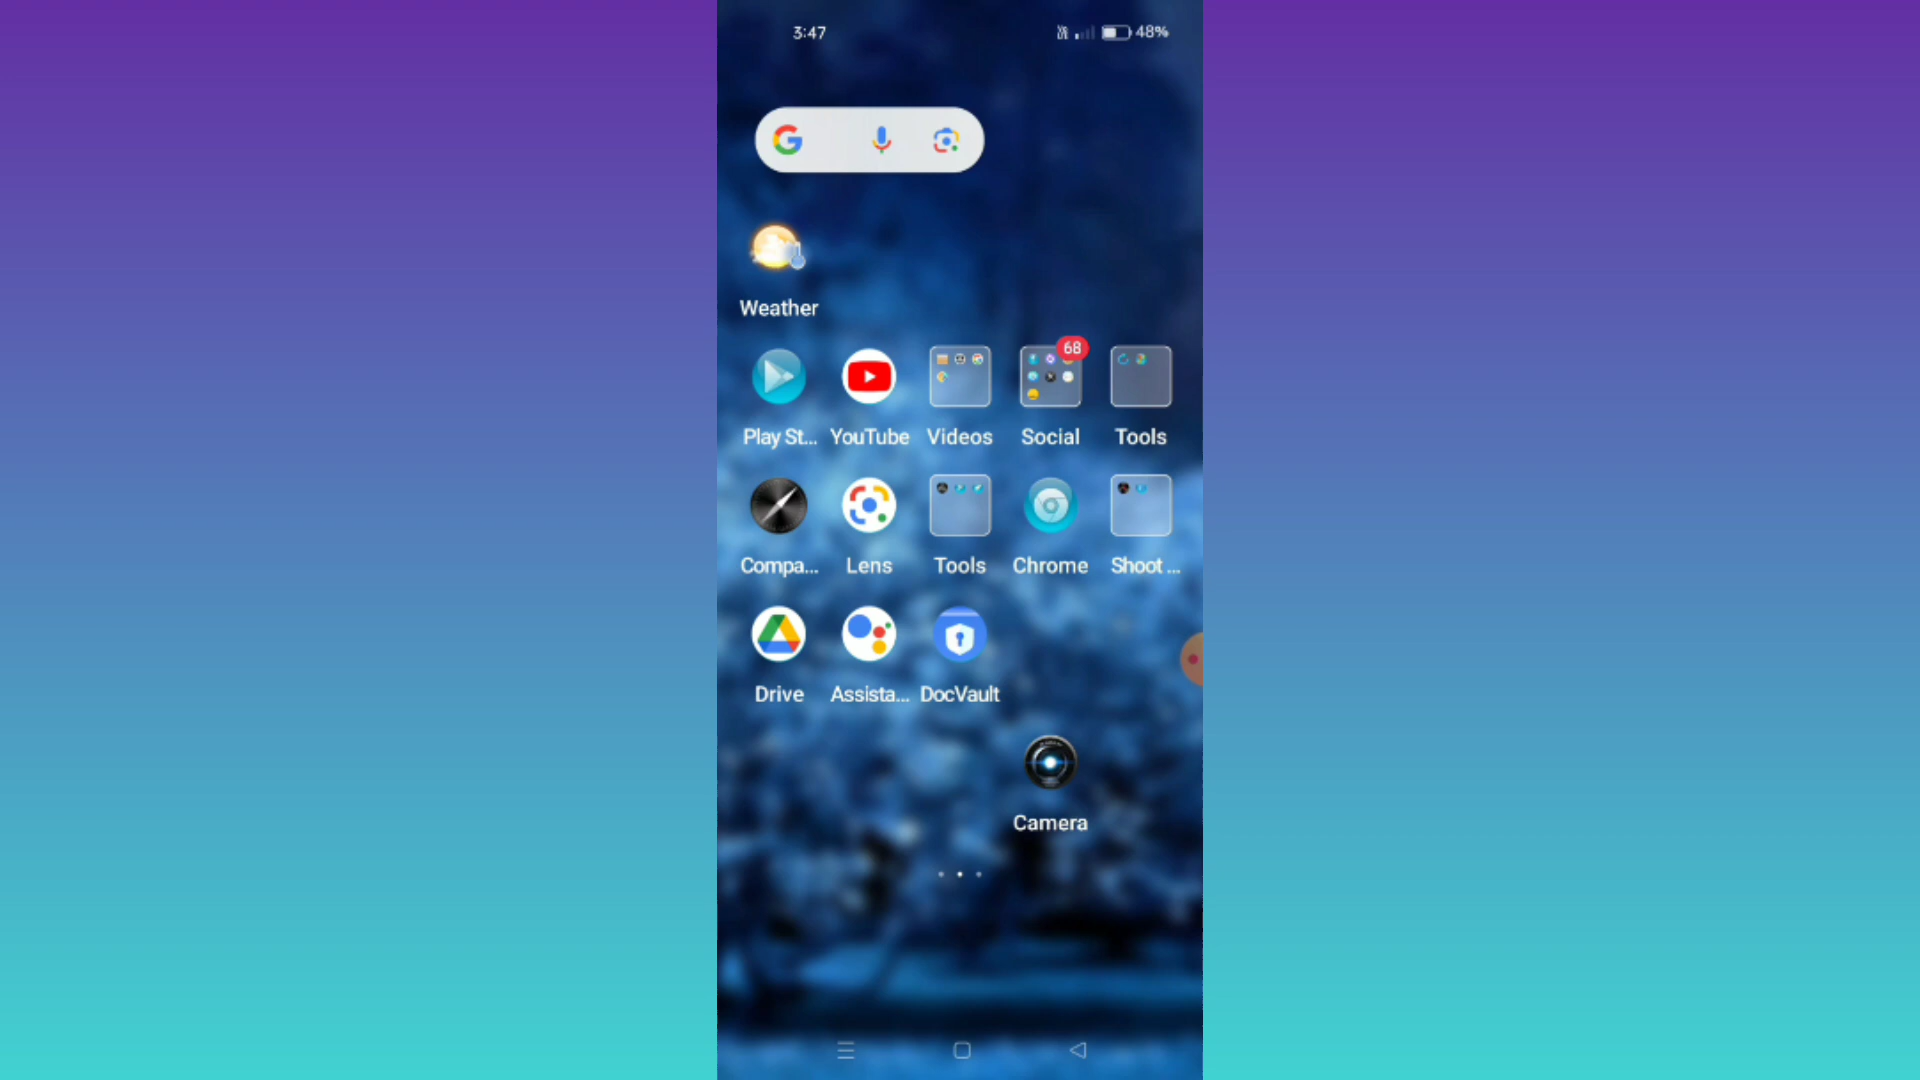 3:47 48%
Weather
68
Play St... YouTube Videos Social Tools
Compa... Lens Tools Chrome Shoot ...
Drive Assista... DocVault
Camera